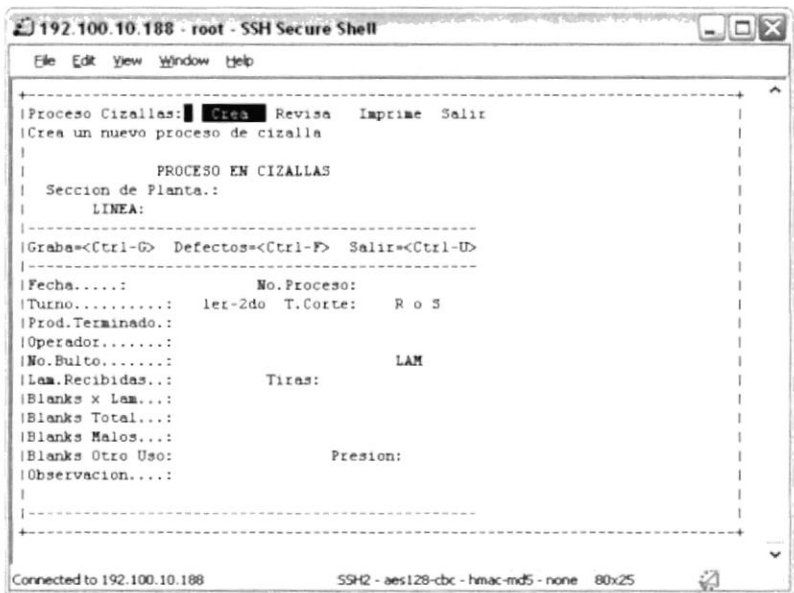 192.100.10.188 - root - SSH Secure Shell
File Edit View Window Help
Proceso Cizallas: Crea Revisa Imprime Salir
Crea un nuevo proceso de cizalla
PROCESO EN CIZALLAS
Seccion de Planta.:
LINEA:
Graba=<Ctrl-G> Defectos=<Ctrl-F> Salir=<Ctrl-U>
Fecha.....: No.Proceso:
Turno..........: 1er-2do T.Corte: R o S
Prod.Terminado.:
Operador.......:
No.Bulto.......: LAM
Lam.Recibidas..: Tiras:
Blanks x Lam...:
Blanks Total...:
Blanks Malos...:
Blanks Otro Uso: Presion:
Observacion....:
Connected to 192.100.10.188 SSH2 - aes128-cbc - hmac-md5 - none 80x25